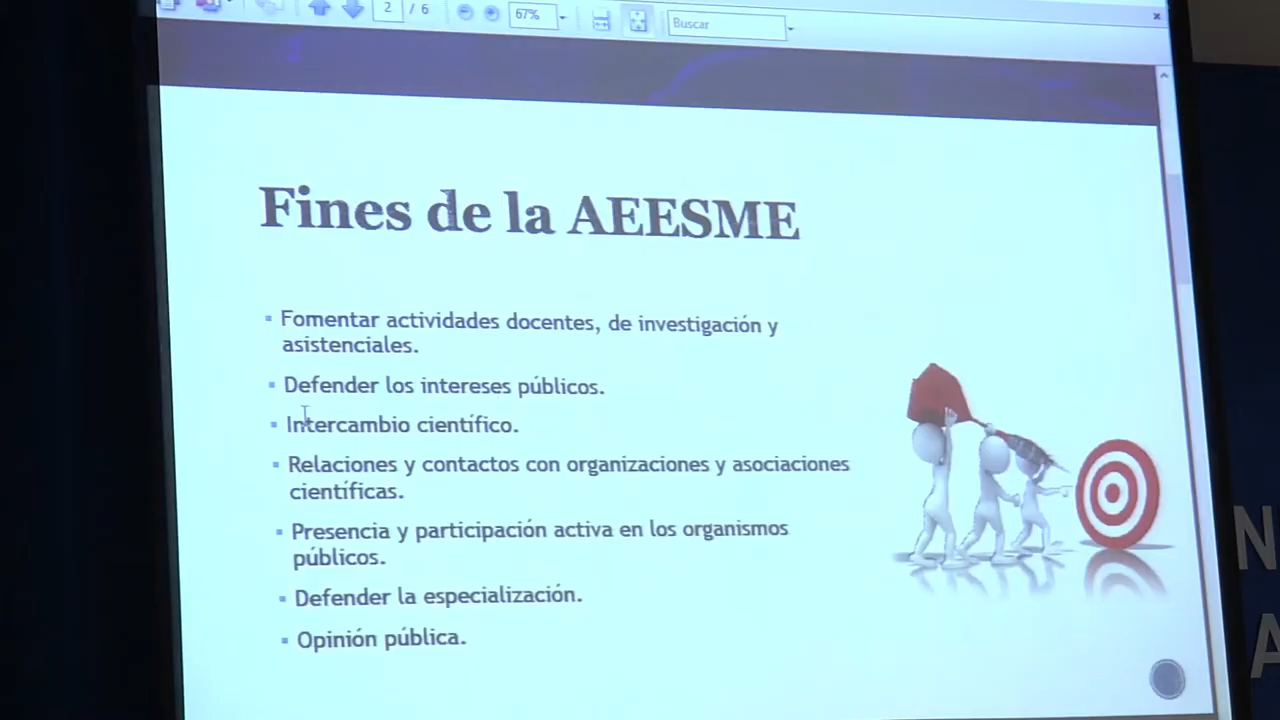 2 / 6
67%
Buscar
Fines de la AEESME
▪ Fomentar actividades docentes, de investigación y
asistenciales.
▪ Defender los intereses públicos.
▪ Intercambio científico.
▪ Relaciones y contactos con organizaciones y asociaciones
científicas.
▪ Presencia y participación activa en los organismos
públicos.
▪ Defender la especialización.
▪ Opinión pública.
N
A